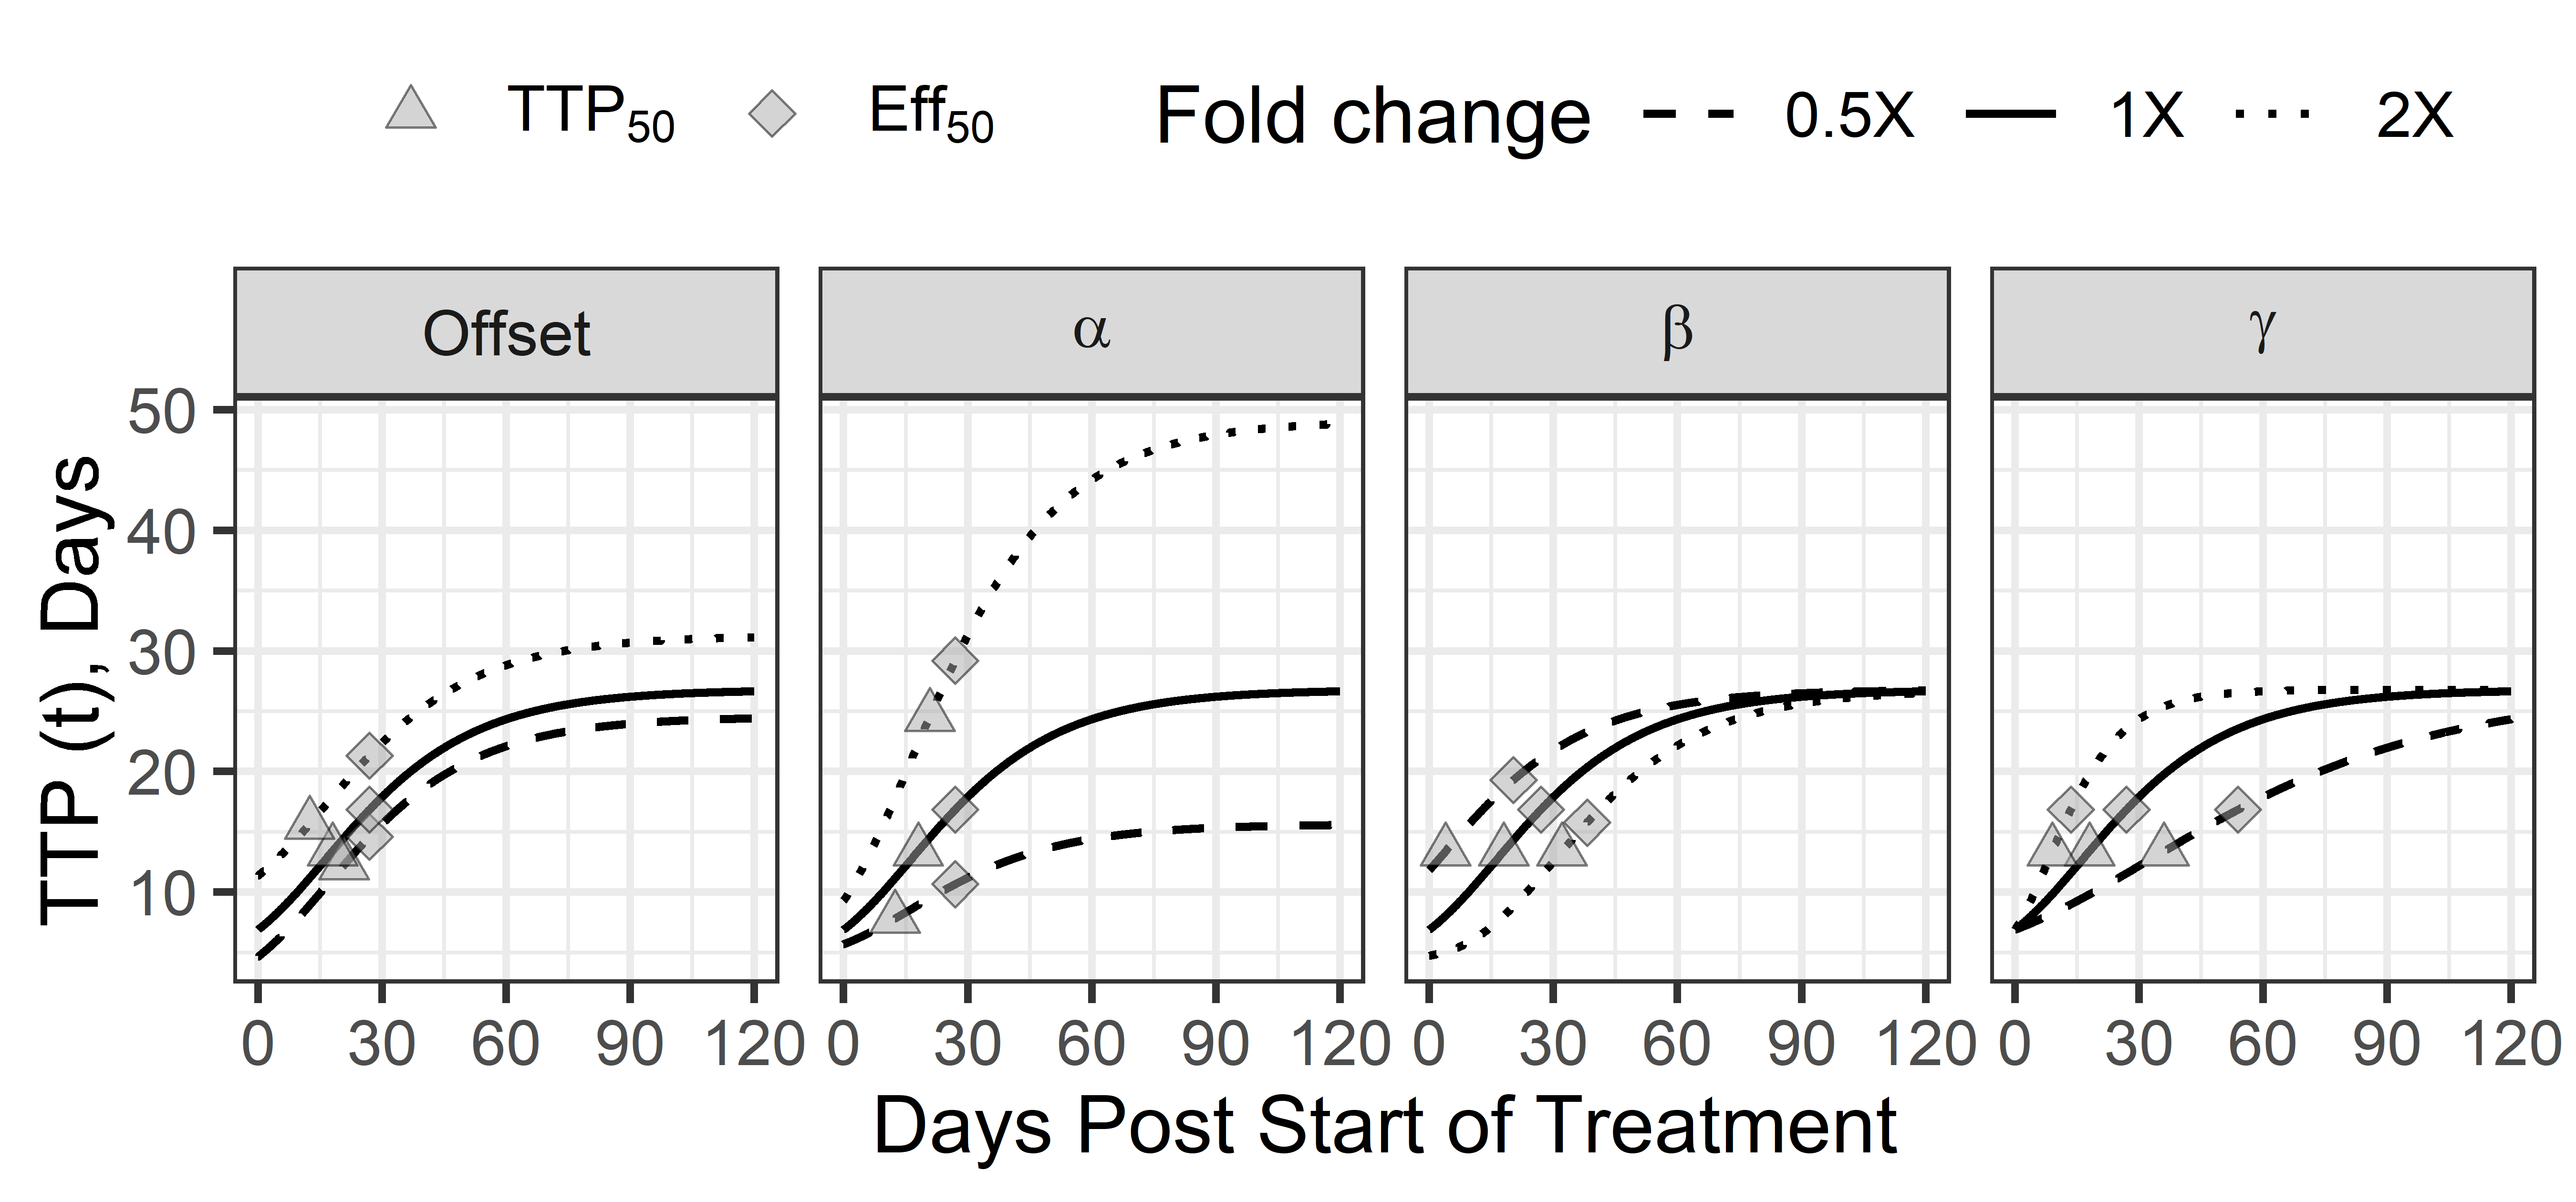 TTP50 Eff50 Fold change 0.5X 1X 2X
Offset α β γ
50
40
30
20
10
TTP (t), Days
0 30 60 90 120 0 30 60 90 120 0 30 60 90 120 0 30 60 90 120
Days Post Start of Treatment